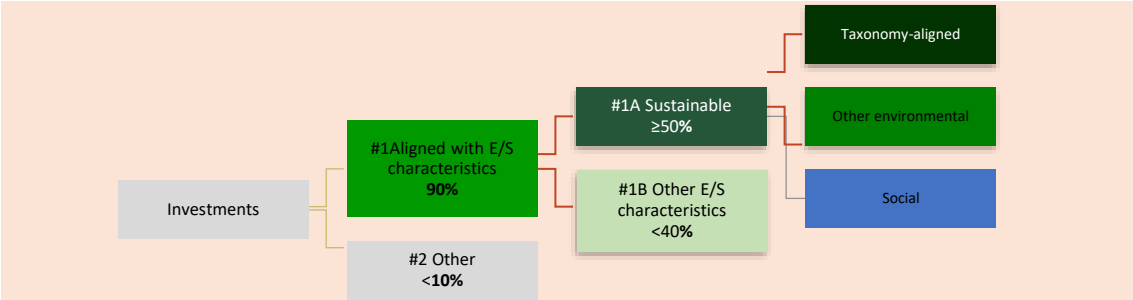 Investments
#1Aligned with E/S
characteristics
90%
#2 Other
<10%
#1A Sustainable
≥50%
#1B Other E/S
characteristics
<40%
Taxonomy-aligned
Other environmental
Social